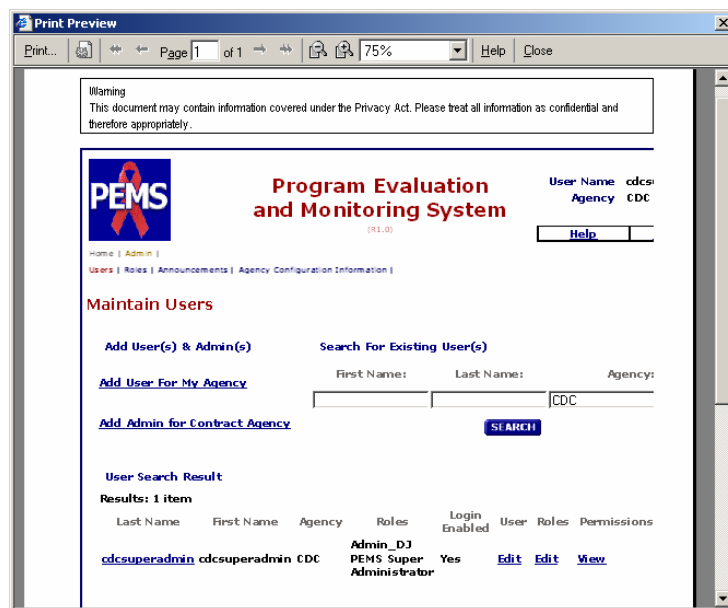 Print Preview
Print... Page 1 of 1 75% Help Close
Warning
This document may contain information covered under the Privacy Act. Please treat all information as confidential and
therefore appropriately.
PEMS
Program Evaluation
and Monitoring System
(R1.0)
User Name
Agency CDC
Help
Home | Admin |
Users | Roles | Announcements | Agency Configuration Information |
Maintain Users
Add User(s) & Admin(s) Search For Existing User(s)
First Name: Last Name: Agency:
Add User For My Agency
CDC
Add Admin for Contract Agency
SEARCH
User Search Result
Results: 1 item
Last Name First Name Agency Roles Login Enabled User Roles Permissions
cdcsuperadmin cdcsuperadmin CDC Admin_DJ PEMS Super Administrator Yes Edit Edit View